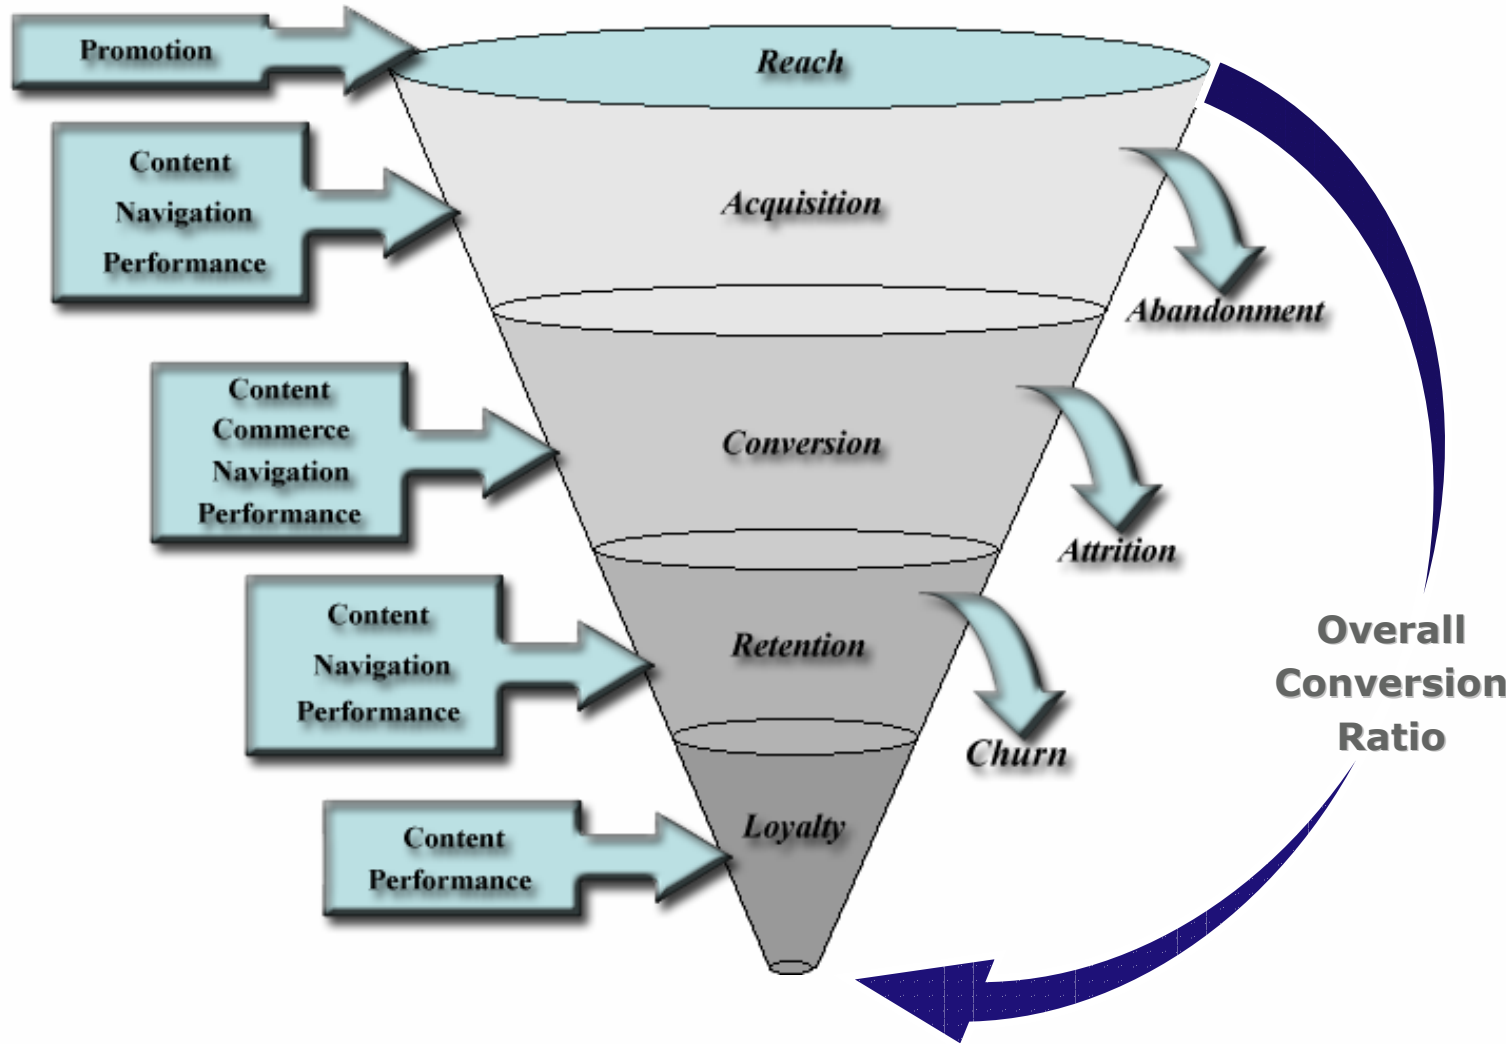 Promotion
Reach
Content
Navigation
Performance
Acquisition
Abandonment
Content
Commerce
Navigation
Performance
Conversion
Attrition
Content
Navigation
Performance
Retention
Churn
Overall
Conversion
Ratio
Content
Performance
Loyalty